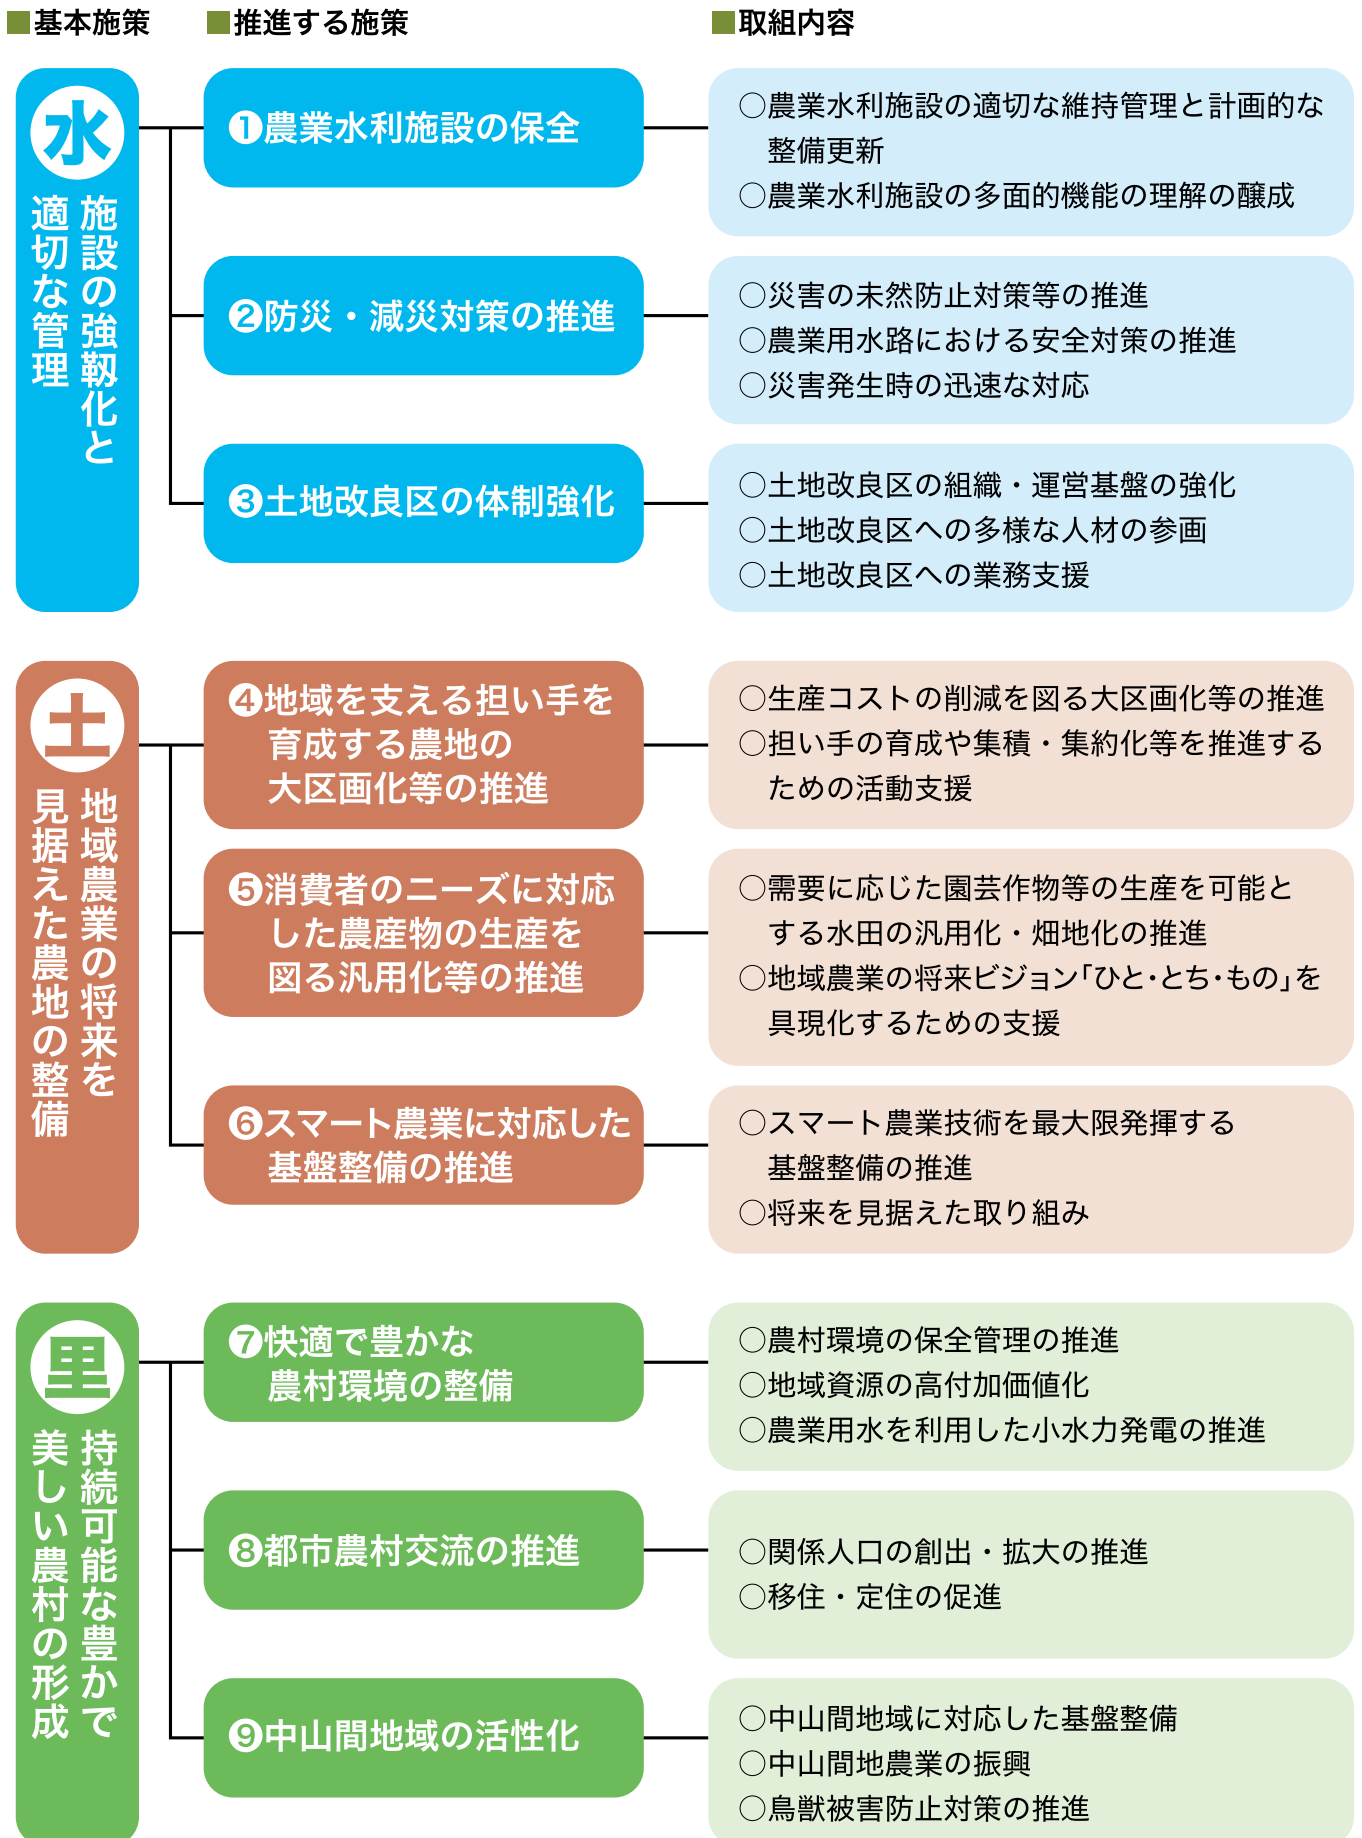 ■基本施策
■推進する施策
■取組内容
水
施設の強靱化と
適切な管理
❶農業水利施設の保全
○農業水利施設の適切な維持管理と計画的な
整備更新
○農業水利施設の多面的機能の理解の醸成
❷防災・減災対策の推進
○災害の未然防止対策等の推進
○農業用水路における安全対策の推進
○災害発生時の迅速な対応
❸土地改良区の体制強化
○土地改良区の組織・運営基盤の強化
○土地改良区への多様な人材の参画
○土地改良区への業務支援
土
地域農業の将来を
見据えた農地の整備
❹地域を支える担い手を
育成する農地の
大区画化等の推進
○生産コストの削減を図る大区画化等の推進
○担い手の育成や集積・集約化等を推進する
ための活動支援
❺消費者のニーズに対応
した農産物の生産を
図る汎用化等の推進
○需要に応じた園芸作物等の生産を可能と
する水田の汎用化・畑地化の推進
○地域農業の将来ビジョン「ひと・とち・もの」を
具現化するための支援
❻スマート農業に対応した
基盤整備の推進
○スマート農業技術を最大限発揮する
基盤整備の推進
○将来を見据えた取り組み
里
持続可能な豊かで
美しい農村の形成
❼快適で豊かな
農村環境の整備
○農村環境の保全管理の推進
○地域資源の高付加価値化
○農業用水を利用した小水力発電の推進
❽都市農村交流の推進
○関係人口の創出・拡大の推進
○移住・定住の促進
❾中山間地域の活性化
○中山間地域に対応した基盤整備
○中山間地農業の振興
○鳥獣被害防止対策の推進